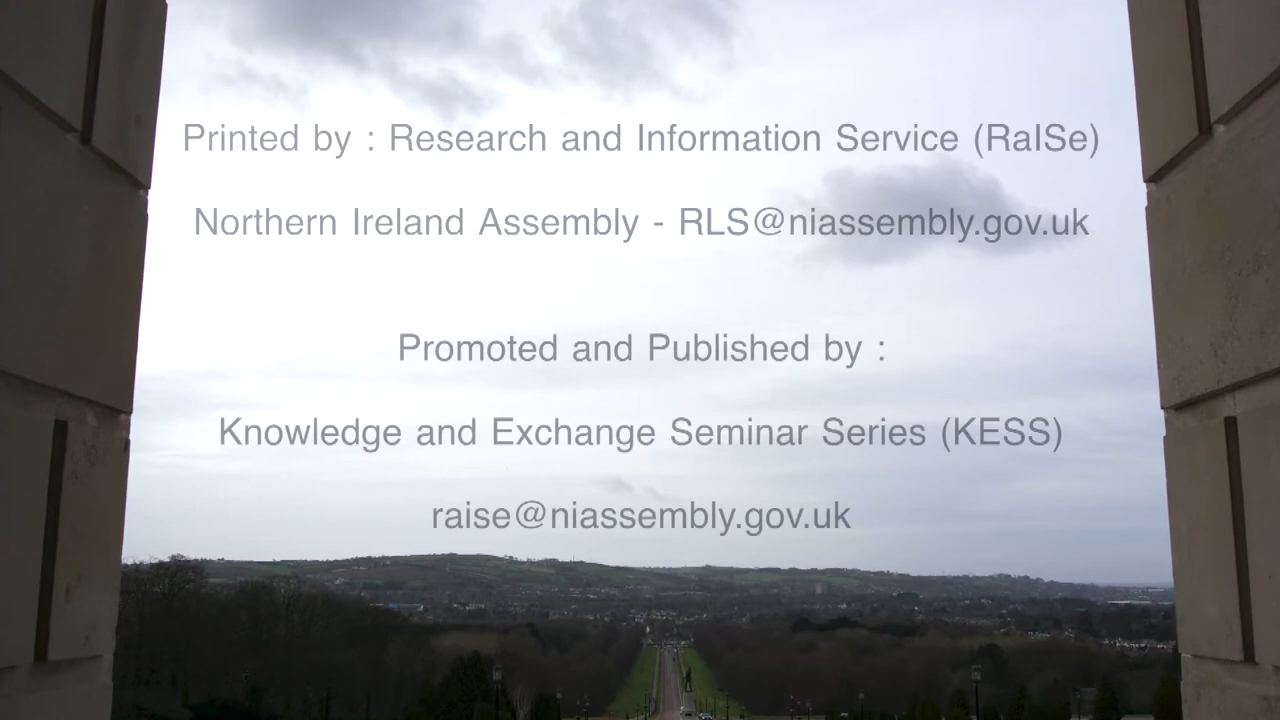 Printed by : Research and Information Service (RaISe)
Northern Ireland Assembly - RLS@niassembly.gov.uk
Promoted and Published by :
Knowledge and Exchange Seminar Series (KESS)
raise@niassembly.gov.uk